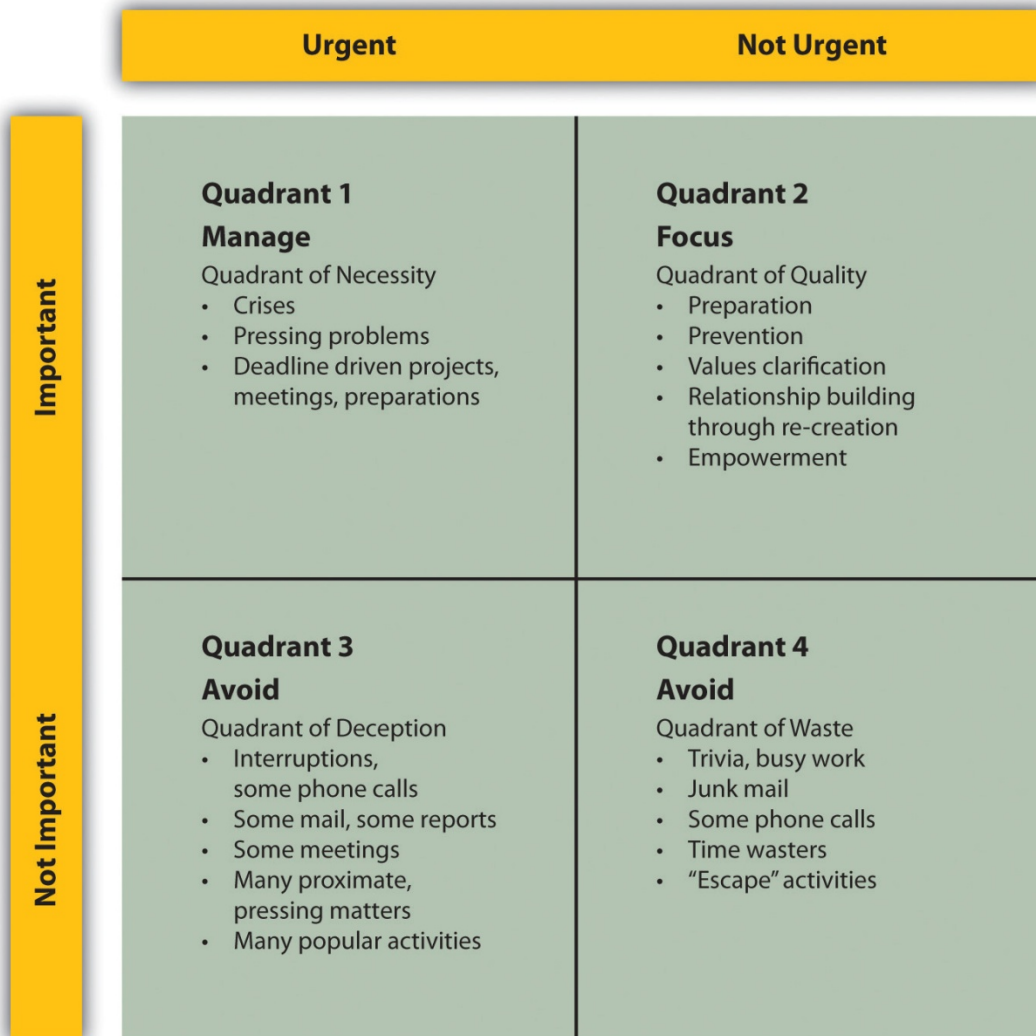 Urgent
Not Urgent
Important
Quadrant 1
Manage
Quadrant of Necessity
• Crises
• Pressing problems
• Deadline driven projects,
meetings, preparations
Quadrant 2
Focus
Quadrant of Quality
• Preparation
• Prevention
• Values clarification
• Relationship building
through re-creation
• Empowerment
Not Important
Quadrant 3
Avoid
Quadrant of Deception
• Interruptions,
some phone calls
• Some mail, some reports
• Some meetings
• Many proximate,
pressing matters
• Many popular activities
Quadrant 4
Avoid
Quadrant of Waste
• Trivia, busy work
• Junk mail
• Some phone calls
• Time wasters
• “Escape” activities